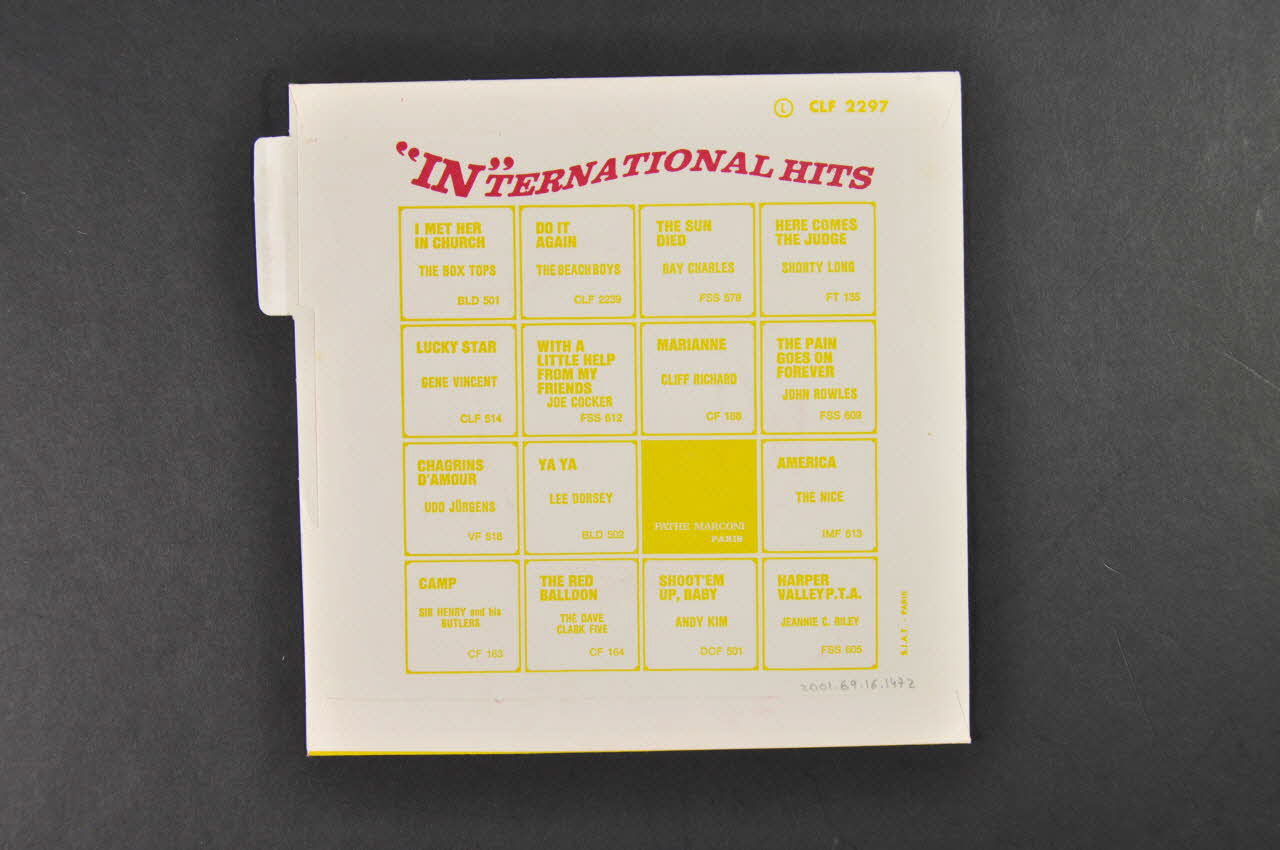 Ⓛ CLF 2297
“IN”TERNATIONAL HITS
I MET HER
IN CHURCH
THE BOX TOPS
BLD 501
DO IT
AGAIN
THE BEACH BOYS
CLF 2239
THE SUN
DIED
RAY CHARLES
FSS 578
HERE COMES
THE JUDGE
SHORTY LONG
FT 135
LUCKY STAR
GENE VINCENT
CLF 514
WITH A
LITTLE HELP
FROM MY
FRIENDS
JOE COCKER
FSS 612
MARIANNE
CLIFF RICHARD
CF 166
THE PAIN
GOES ON
FOREVER
JOHN ROWLES
FSS 609
CHAGRINS
D'AMOUR
UDO JÜRGENS
VF 518
YA YA
LEE DORSEY
BLD 502
PATHE MARCONI
PARIS
AMERICA
THE NICE
IMF 513
CAMP
SIR HENRY and his
BUTLERS
CF 163
THE RED
BALLOON
THE DAVE
CLARK FIVE
CF 164
SHOOT'EM
UP, BABY
ANDY KIM
DOF 501
HARPER
VALLEY P.T.A.
JEANNIE C. RILEY
FSS 605
S.I.A.T. - PARIS
2001.69.16.1472